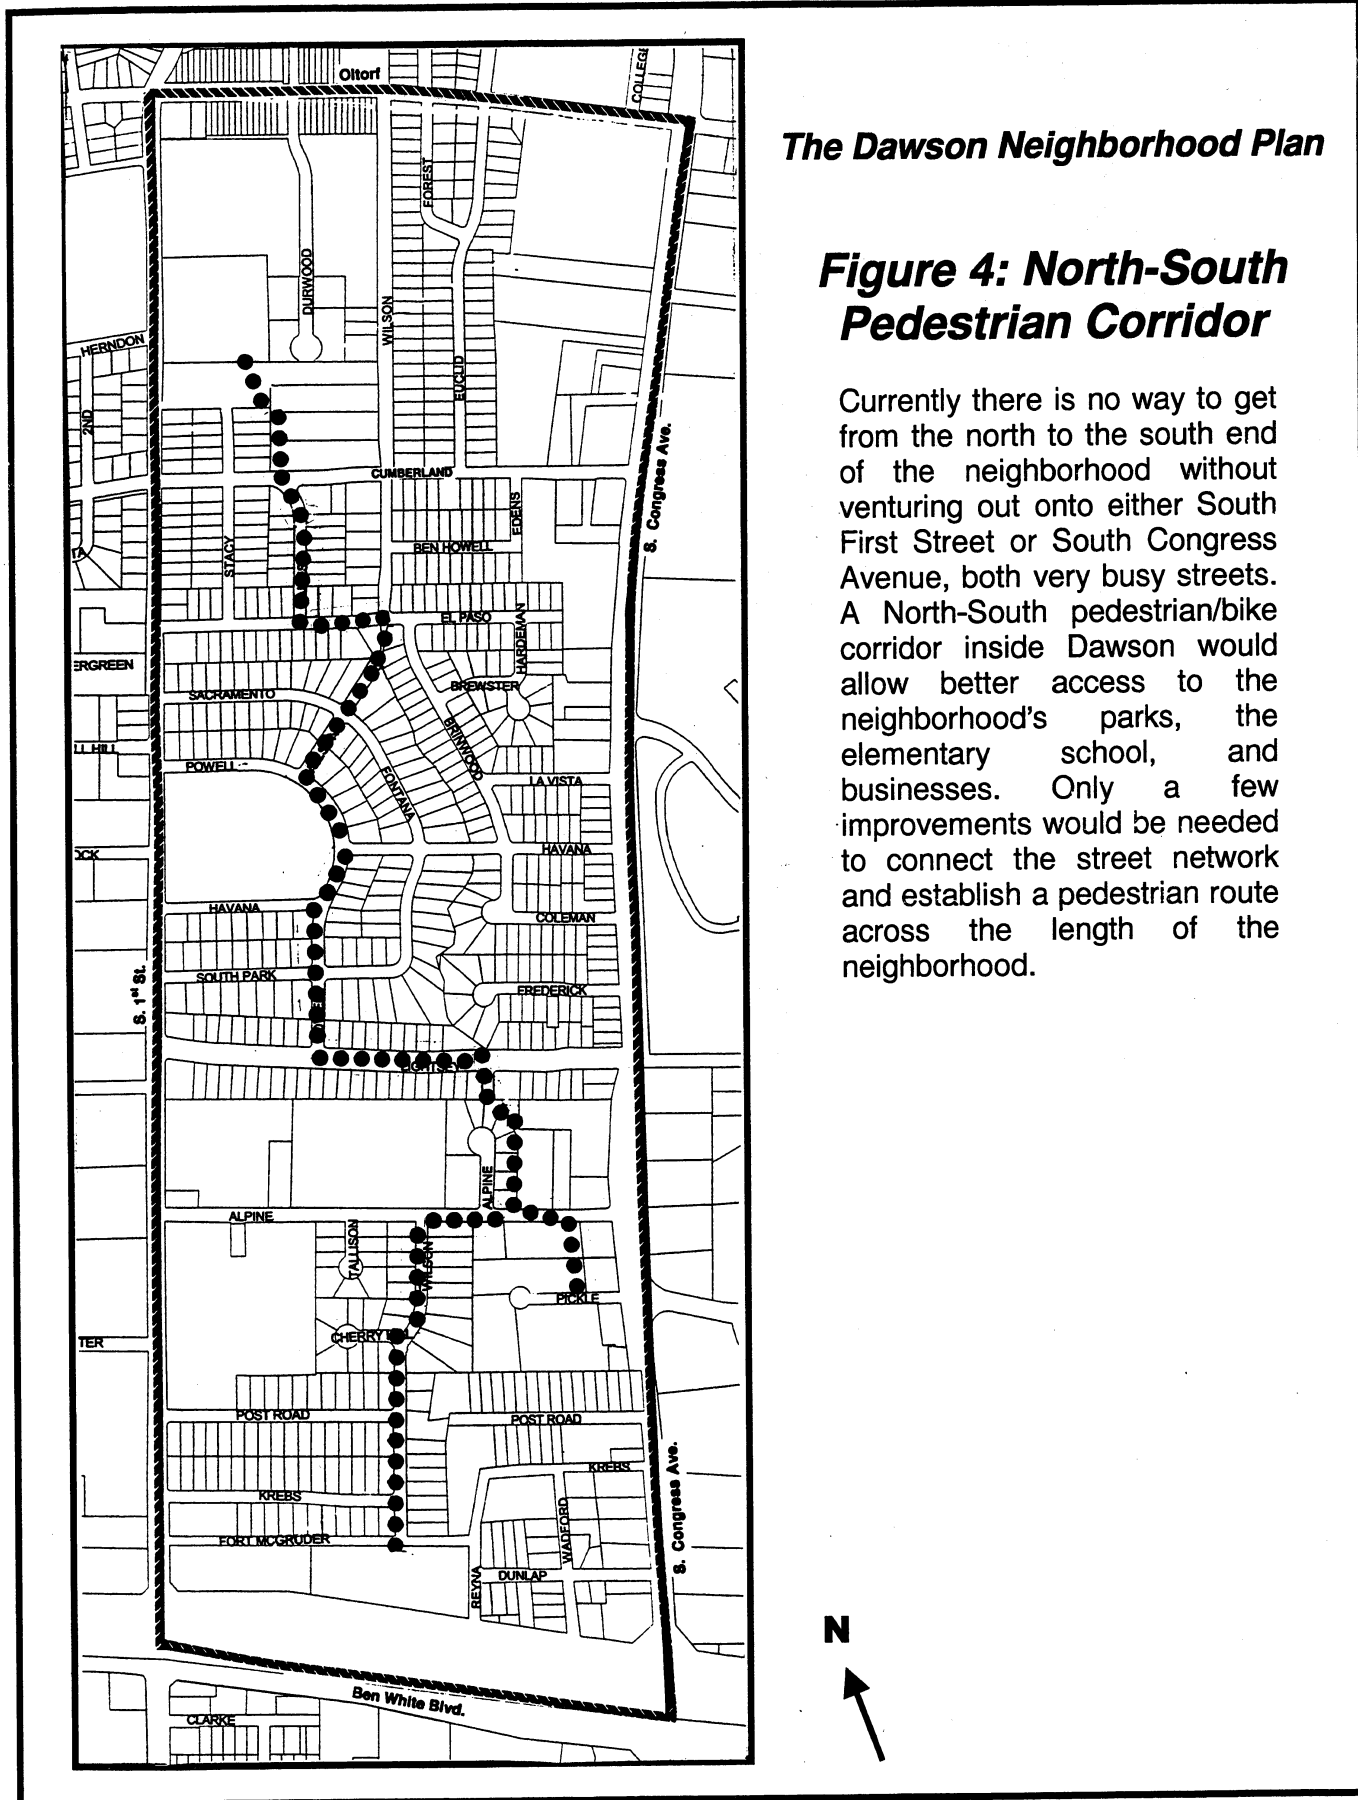 The Dawson Neighborhood Plan
Figure 4: North-South
Pedestrian Corridor
Currently there is no way to get
from the north to the south end
of the neighborhood without
venturing out onto either South
First Street or South Congress
Avenue, both very busy streets.
A North-South pedestrian/bike
corridor inside Dawson would
allow better access to the
neighborhood's parks, the
elementary school, and
businesses. Only a few
improvements would be needed
to connect the street network
and establish a pedestrian route
across the length of the
neighborhood.
N
Oltorf
COLLEGE
FOREST
DURWOOD
WILSON
HERNDON
EUCLID
2ND
S. Congress Ave.
CUMBERLAND
EDENS
STACY
BEN HOWELL
TA
EL PASO
HARDEMAN
ERGREEN
BREWSTER
SACRAMENTO
BRINWOOD
LL HILL
POWELL
FONTANA
LA VISTA
OCK
HAVANA
HAVANA
COLEMAN
SOUTH PARK
FREDERICK
S. 1st St.
LIGHTSEY
ALPINE
ALPINE
TALLISON
WILSON
PICKLE
TER
POST ROAD
POST ROAD
KREBS
KREBS
S. Congress Ave.
WADFORD
FORT MCGRUDER
REYNA
DUNLAP
Ben White Blvd.
CLARKE